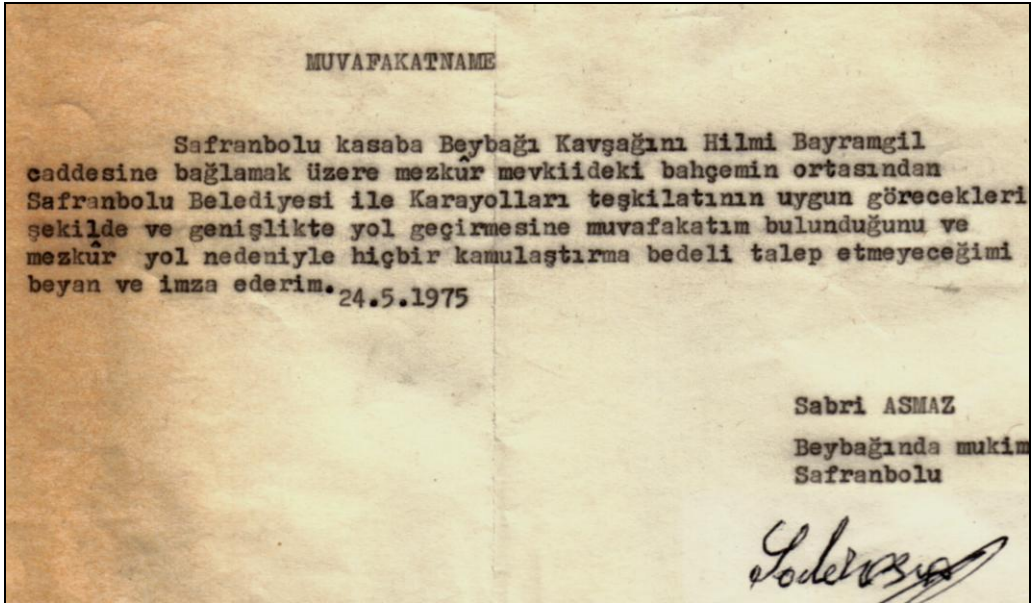 MUVAFAKATNAME
Safranbolu kasaba Beybağı Kavşağını Hilmi Bayramgil
caddesine bağlamak üzere mezkûr mevkiideki bahçemin ortasından
Safranbolu Belediyesi ile Karayolları teşkilatının uygun görecekleri
şekilde ve genişlikte yol geçirmesine muvafakatım bulunduğunu ve
mezkûr yol nedeniyle hiçbir kamulaştırma bedeli talep etmeyeceğimi
beyan ve imza ederim. 24.5.1975
Sabri ASMAZ
Beybağında mukim
Safranbolu